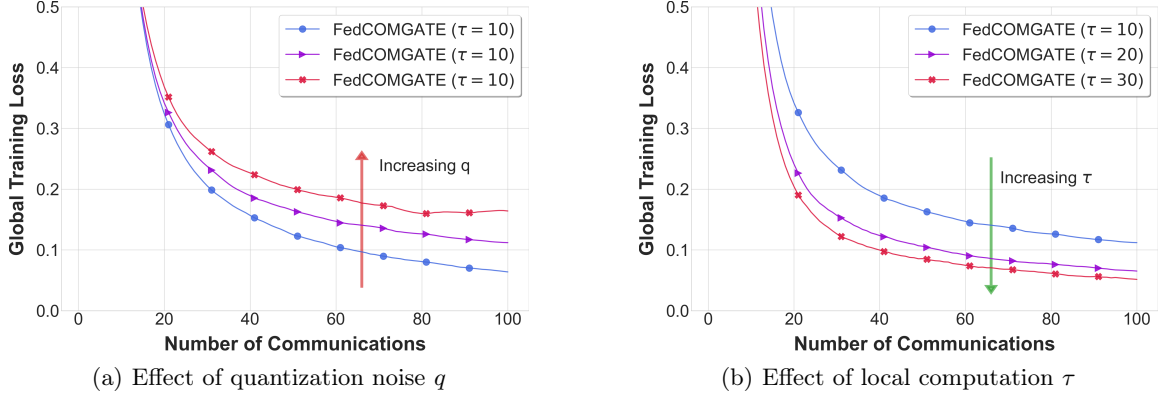 0.5
0.4
0.3
0.2
0.1
0.0
Global Training Loss
FedCOMGATE (τ = 10)
FedCOMGATE (τ = 10)
FedCOMGATE (τ = 10)
Increasing q
0 20 40 60 80 100
Number of Communications
(a) Effect of quantization noise q
0.5
0.4
0.3
0.2
0.1
0.0
Global Training Loss
FedCOMGATE (τ = 10)
FedCOMGATE (τ = 20)
FedCOMGATE (τ = 30)
Increasing τ
0 20 40 60 80 100
Number of Communications
(b) Effect of local computation τ